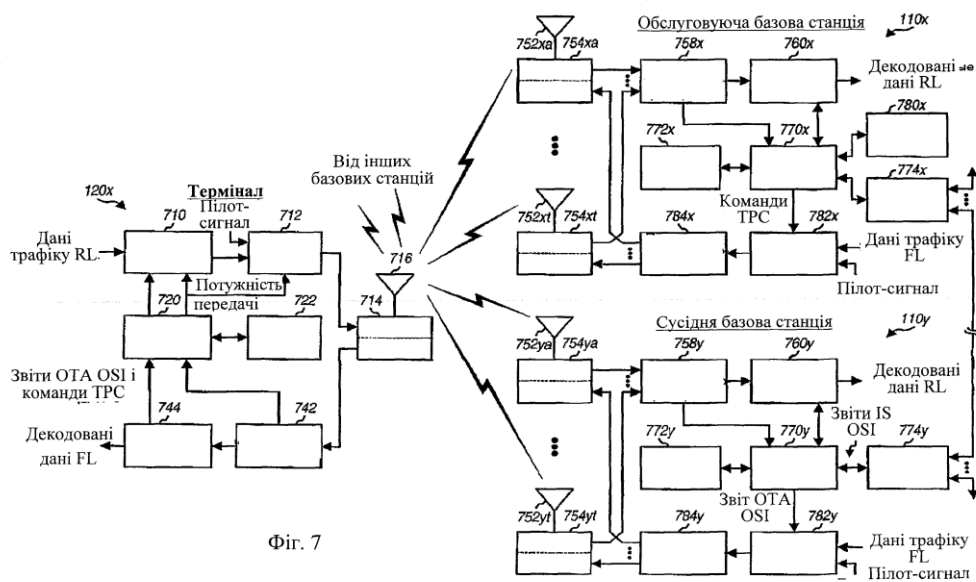 120x
Термінал
Пілот-сигнал
710
712
Дані
трафіку RL
Потужність
передачі
720
722
Звіти OTA OSI і
команди TPC
744
742
Декодовані
дані FL
Від інших
базових станцій
716
714
Обслуговуюча базова станція
110x
752xa
754xa
758x
760x
Декодовані
дані RL
772x
770x
780x
774x
Команди
TPC
752xt
754xt
784x
782x
Дані трафіку
FL
Пілот-сигнал
Сусідня базова станція
110y
752ya
754ya
758y
760y
Декодовані
дані RL
Звіти IS
OSI
772y
770y
774y
Звіт OTA
OSI
752yt
754yt
784y
782y
Дані трафіку
FL
Пілот-сигнал
Фіг. 7